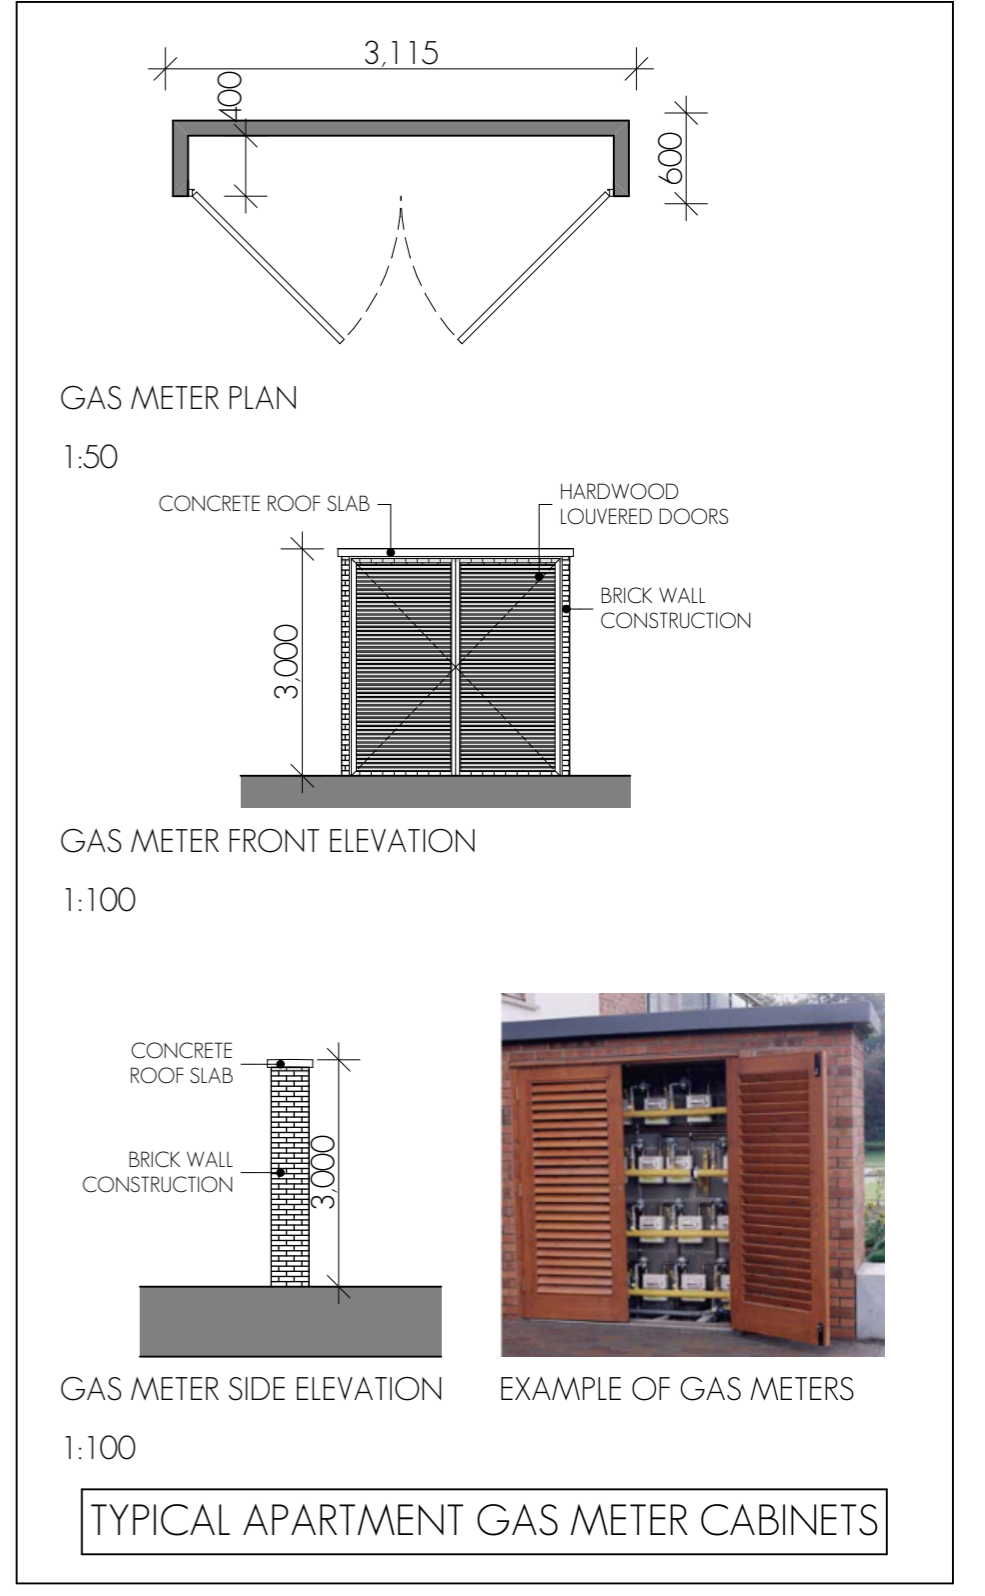 3,115
400
600
GAS METER PLAN
1:50
CONCRETE ROOF SLAB
HARDWOOD
LOUVERED DOORS
BRICK WALL
CONSTRUCTION
3,000
GAS METER FRONT ELEVATION
1:100
CONCRETE
ROOF SLAB
BRICK WALL
CONSTRUCTION
3,000
GAS METER SIDE ELEVATION
1:100
EXAMPLE OF GAS METERS
TYPICAL APARTMENT GAS METER CABINETS